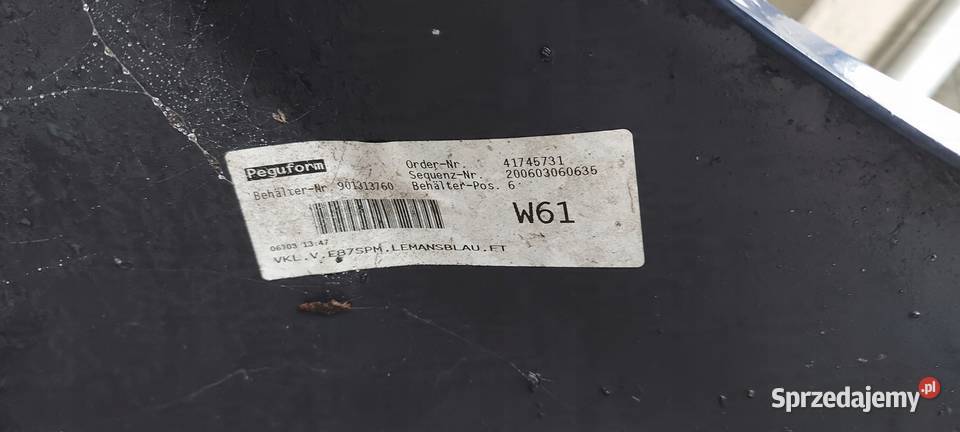 Peguform
Order-Nr. 41745731
Sequenz-Nr. 200603060635
Behälter-Nr 901313760 Behälter-Pos. 6
W61
06703 13:47
VKL.V.E87SPM.LEMANSBLAU.FT
Sprzedajemy.pl